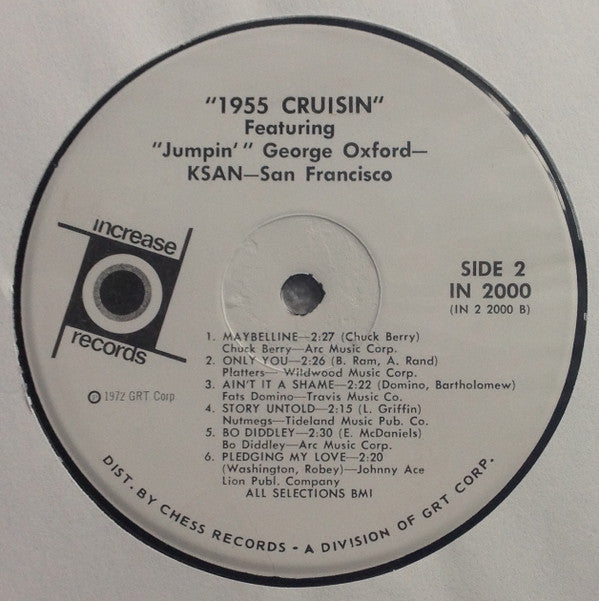 "1955 CRUISIN"
Featuring
"Jumpin'" George Oxford—
KSAN—San Francisco
increase
records
SIDE 2
IN 2000
(IN 2 2000 B)
1. MAYBELLINE—2:27 (Chuck Berry)
Chuck Berry—Arc Music Corp.
2. ONLY YOU—2:26 (B. Ram, A. Rand)
Platters—Wildwood Music Corp.
3. AIN'T IT A SHAME—2:22 (Domino, Bartholomew)
Fats Domino—Travis Music Co.
4. STORY UNTOLD—2:15 (L. Griffin)
Nutmegs—Tideland Music Pub. Co.
5. BO DIDDLEY—2:30 (E. McDaniels)
Bo Diddley—Arc Music Corp.
6. PLEDGING MY LOVE—2:20
(Washington, Robey)—Johnny Ace
Lion Publ. Company
ALL SELECTIONS BMI
℗ 1972 GRT Corp.
DIST. BY CHESS RECORDS - A DIVISION OF GRT CORP.